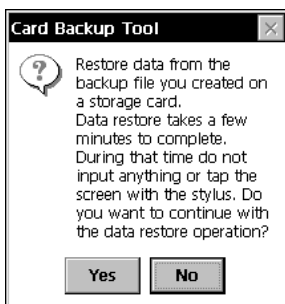 Card Backup Tool
Restore data from the
backup file you created on
a storage card.
Data restore takes a few
minutes to complete.
During that time do not
input anything or tap the
screen with the stylus. Do
you want to continue with
the data restore operation?
Yes No